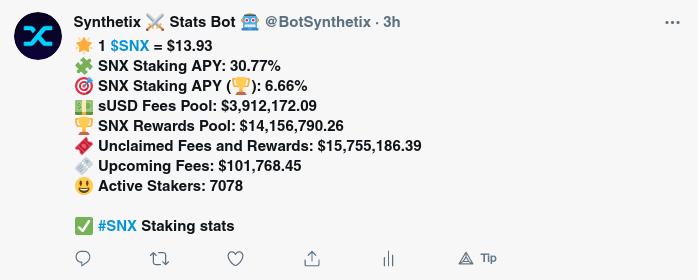 Synthetix ⚔️ Stats Bot 🤖 @BotSynthetix · 3h
🌟 1 $SNX = $13.93
🧩 SNX Staking APY: 30.77%
🎯 SNX Staking APY (🏆): 6.66%
💵 sUSD Fees Pool: $3,912,172.09
🏆 SNX Rewards Pool: $14,156,790.26
🎟️ Unclaimed Fees and Rewards: $15,755,186.39
🗞️ Upcoming Fees: $101,768.45
😃 Active Stakers: 7078
✅ #SNX Staking stats
Tip